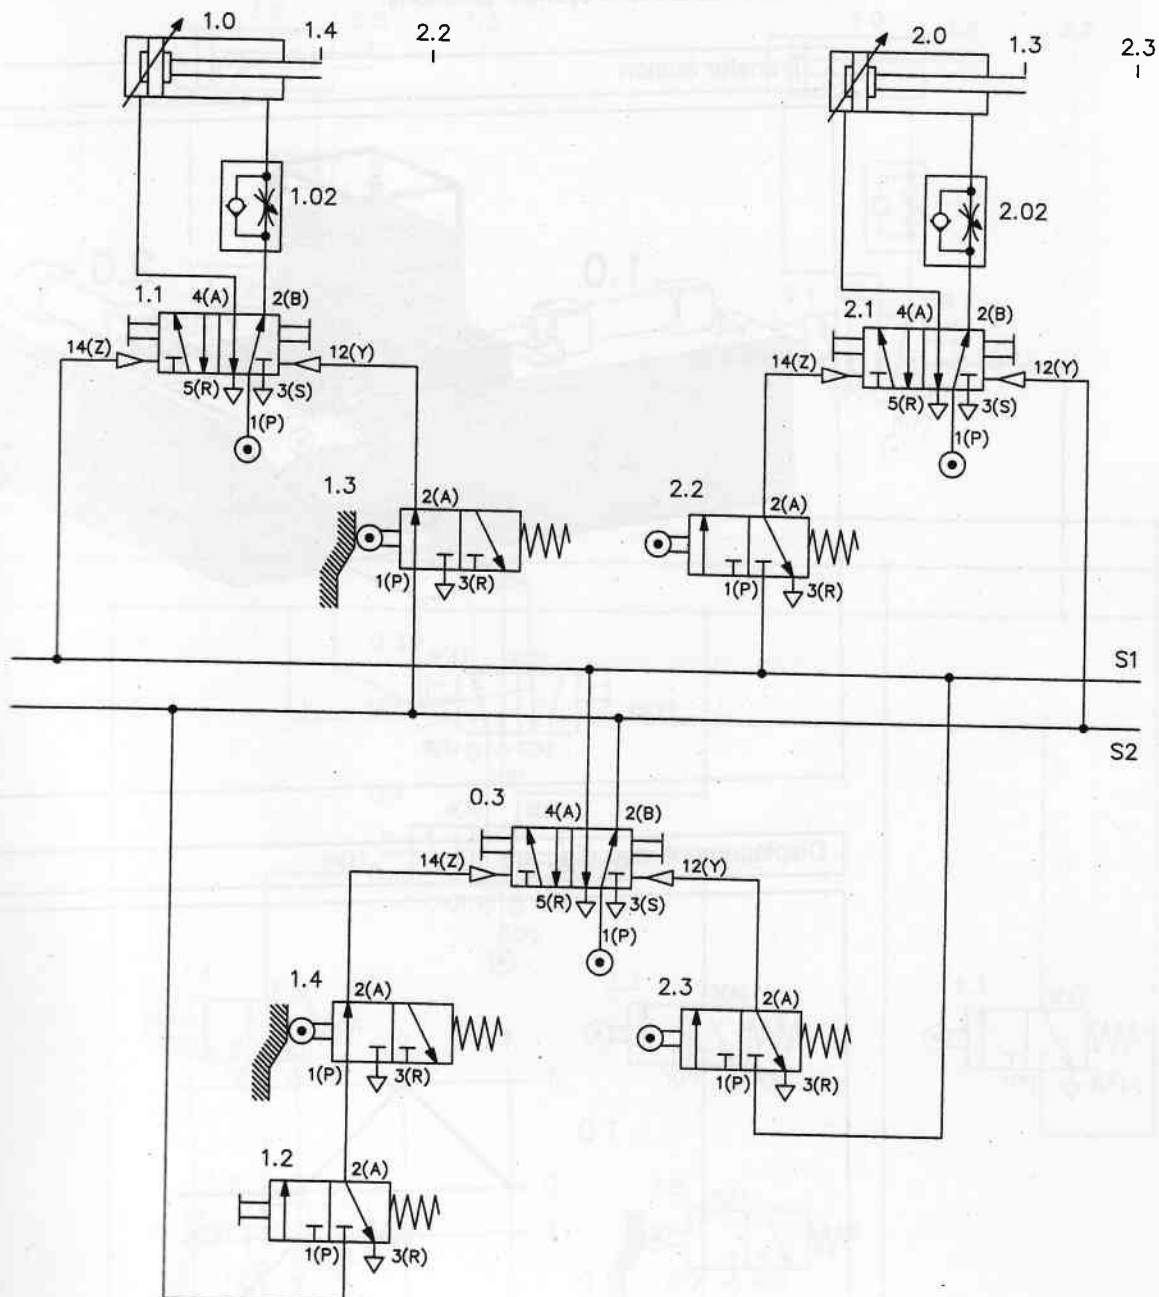 1.0
1.4
2.2
2.0
1.3
2.3
1.02
2.02
1.1
4(A)
2(B)
14(Z)
12(Y)
5(R)
3(S)
1(P)
2.1
4(A)
2(B)
14(Z)
12(Y)
5(R)
3(S)
1(P)
1.3
2(A)
1(P)
3(R)
2.2
2(A)
1(P)
3(R)
S1
S2
0.3
4(A)
2(B)
14(Z)
12(Y)
5(R)
3(S)
1(P)
1.4
2(A)
1(P)
3(R)
2.3
2(A)
1(P)
3(R)
1.2
2(A)
1(P)
3(R)